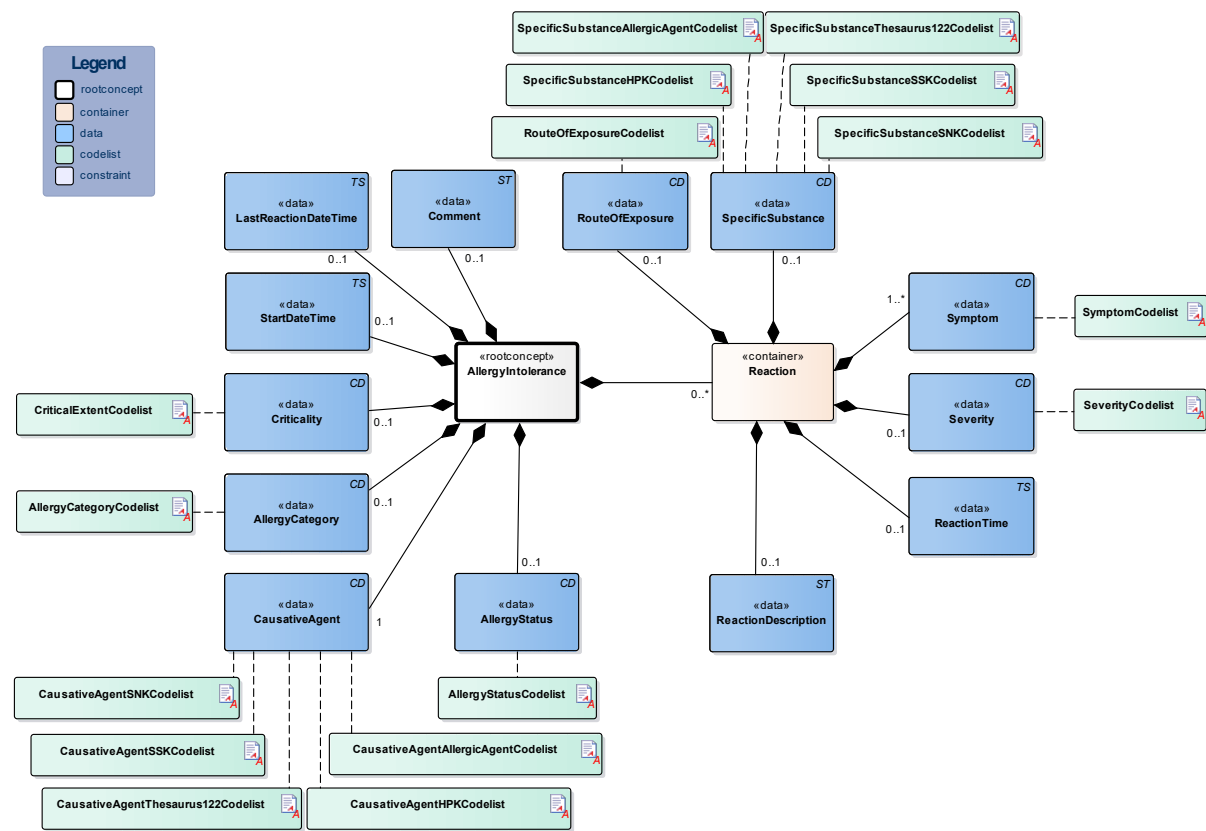 SpecificSubstanceAllergicAgentCodelist
SpecificSubstanceThesaurus122Codelist
SpecificSubstanceHPKCodelist
SpecificSubstanceSSKCodelist
RouteOfExposureCodelist
SpecificSubstanceSNKCodelist
Legend
rootconcept
container
data
codelist
constraint
TS
«data»
LastReactionDateTime
0..1
ST
«data»
Comment
0..1
CD
«data»
RouteOfExposure
0..1
CD
«data»
SpecificSubstance
0..1
TS
«data»
StartDateTime
0..1
CD
«data»
Symptom
1..*
SymptomCodelist
«rootconcept»
AllergyIntolerance
«container»
Reaction
0..*
CriticalExtentCodelist
CD
«data»
Criticality
0..1
CD
«data»
Severity
0..1
SeverityCodelist
AllergyCategoryCodelist
CD
«data»
AllergyCategory
0..1
TS
«data»
ReactionTime
0..1
CD
«data»
CausativeAgent
1
0..1
CD
«data»
AllergyStatus
0..1
ST
«data»
ReactionDescription
CausativeAgentSNKCodelist
AllergyStatusCodelist
CausativeAgentSSKCodelist
CausativeAgentAllergicAgentCodelist
CausativeAgentThesaurus122Codelist
CausativeAgentHPKCodelist